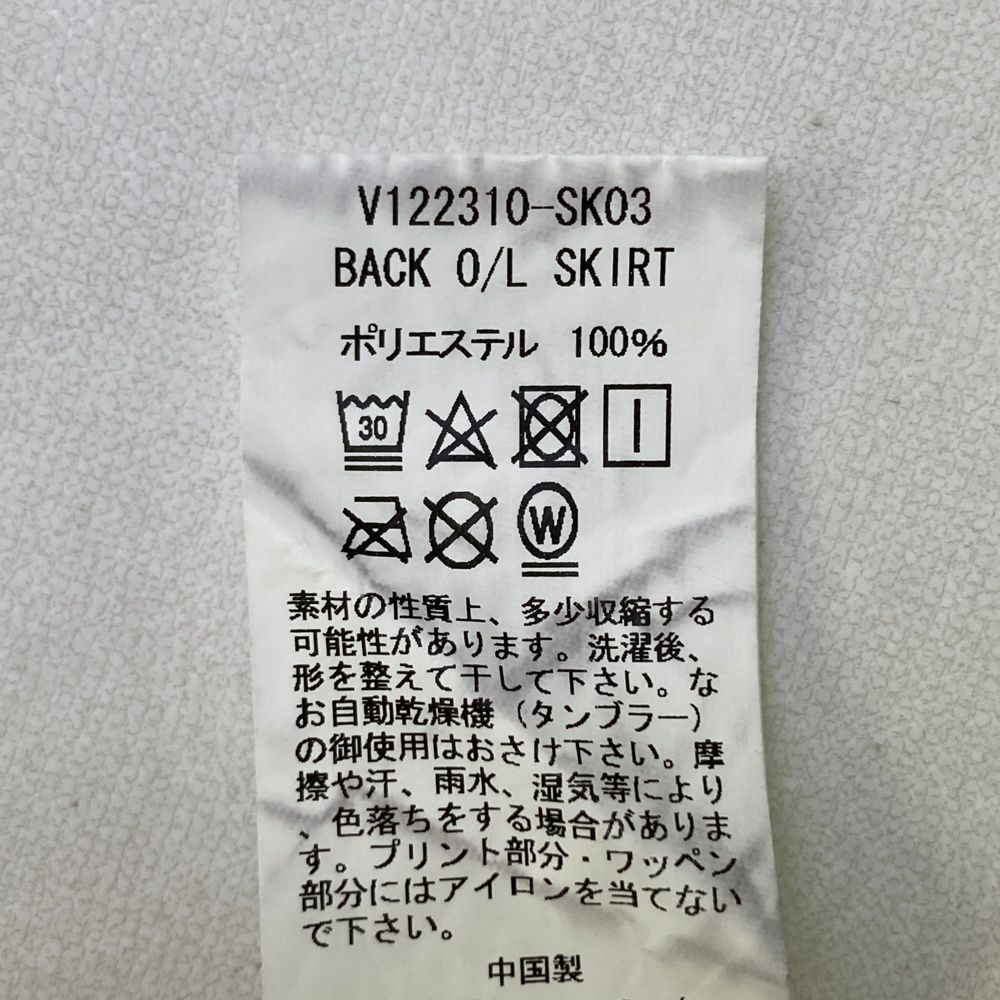 V122310-SK03
BACK O/L SKIRT
ポリエステル 100%
30
W
素材の性質上、多少収縮する
可能性があります。洗濯後、
形を整えて干して下さい。な
お自動乾燥機（タンブラー）
の御使用はおさけ下さい。摩
擦や汗、雨水、湿気等により
、色落ちをする場合がありま
す。プリント部分・ワッペン
部分にはアイロンを当てない
で下さい。
中国製